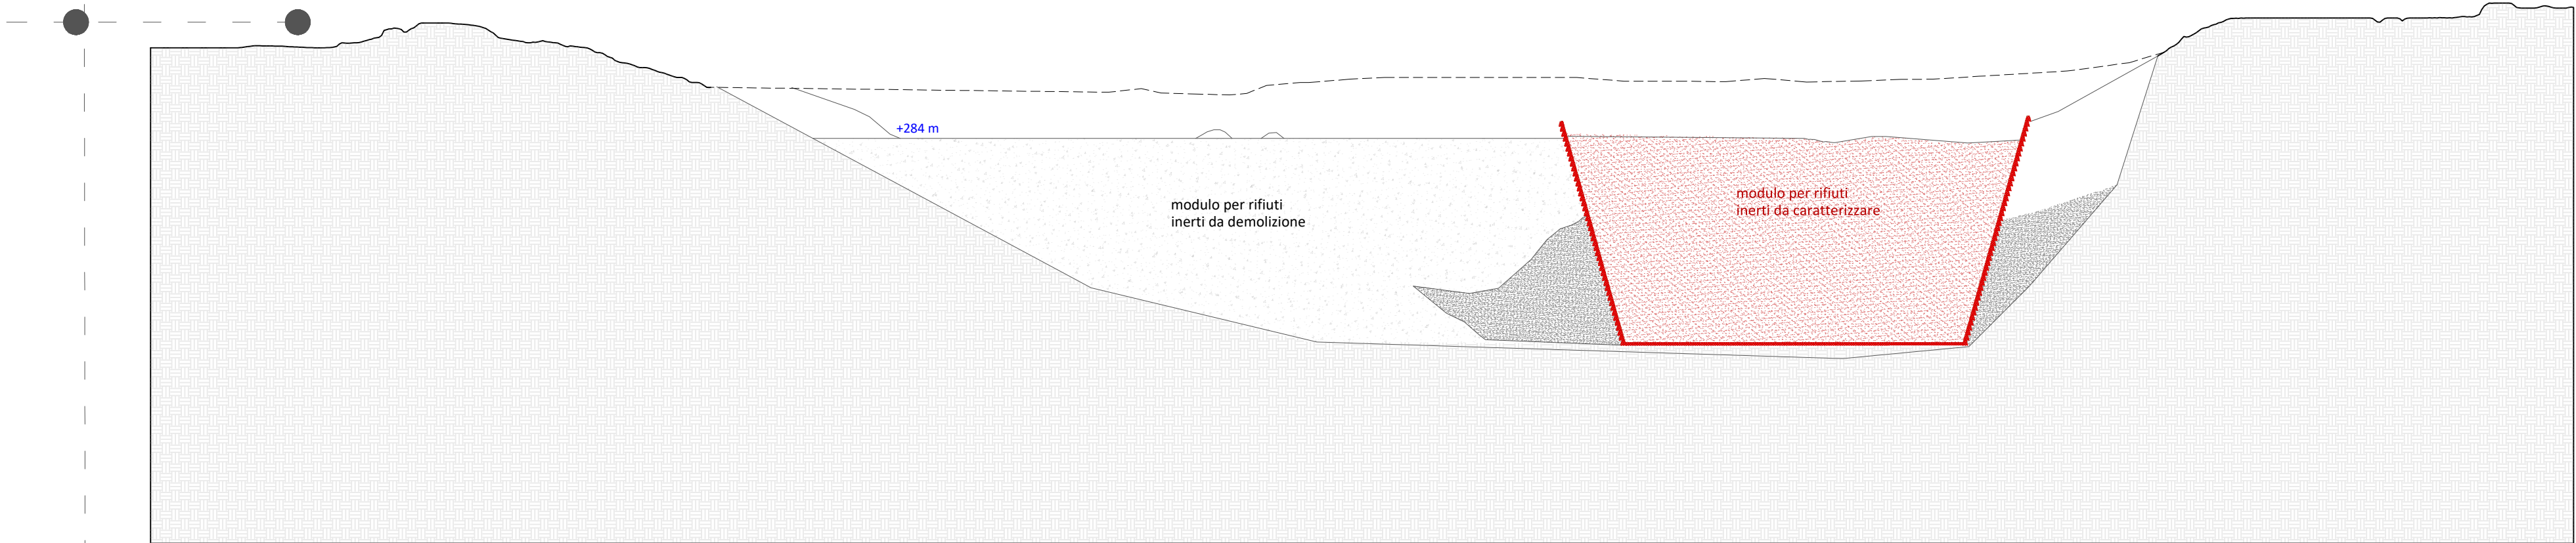 +284 m
modulo per rifiuti
inerti da demolizione
modulo per rifiuti
inerti da caratterizzare